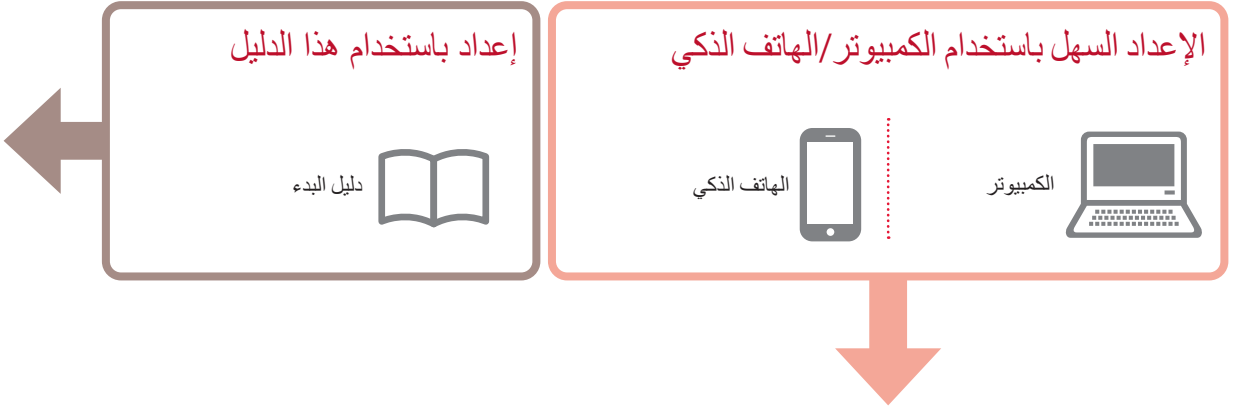 الإعداد السهل باستخدام الكمبيوتر/الهاتف الذكي
الكمبيوتر
الهاتف الذكي
إعداد باستخدام هذا الدليل
دليل البدء